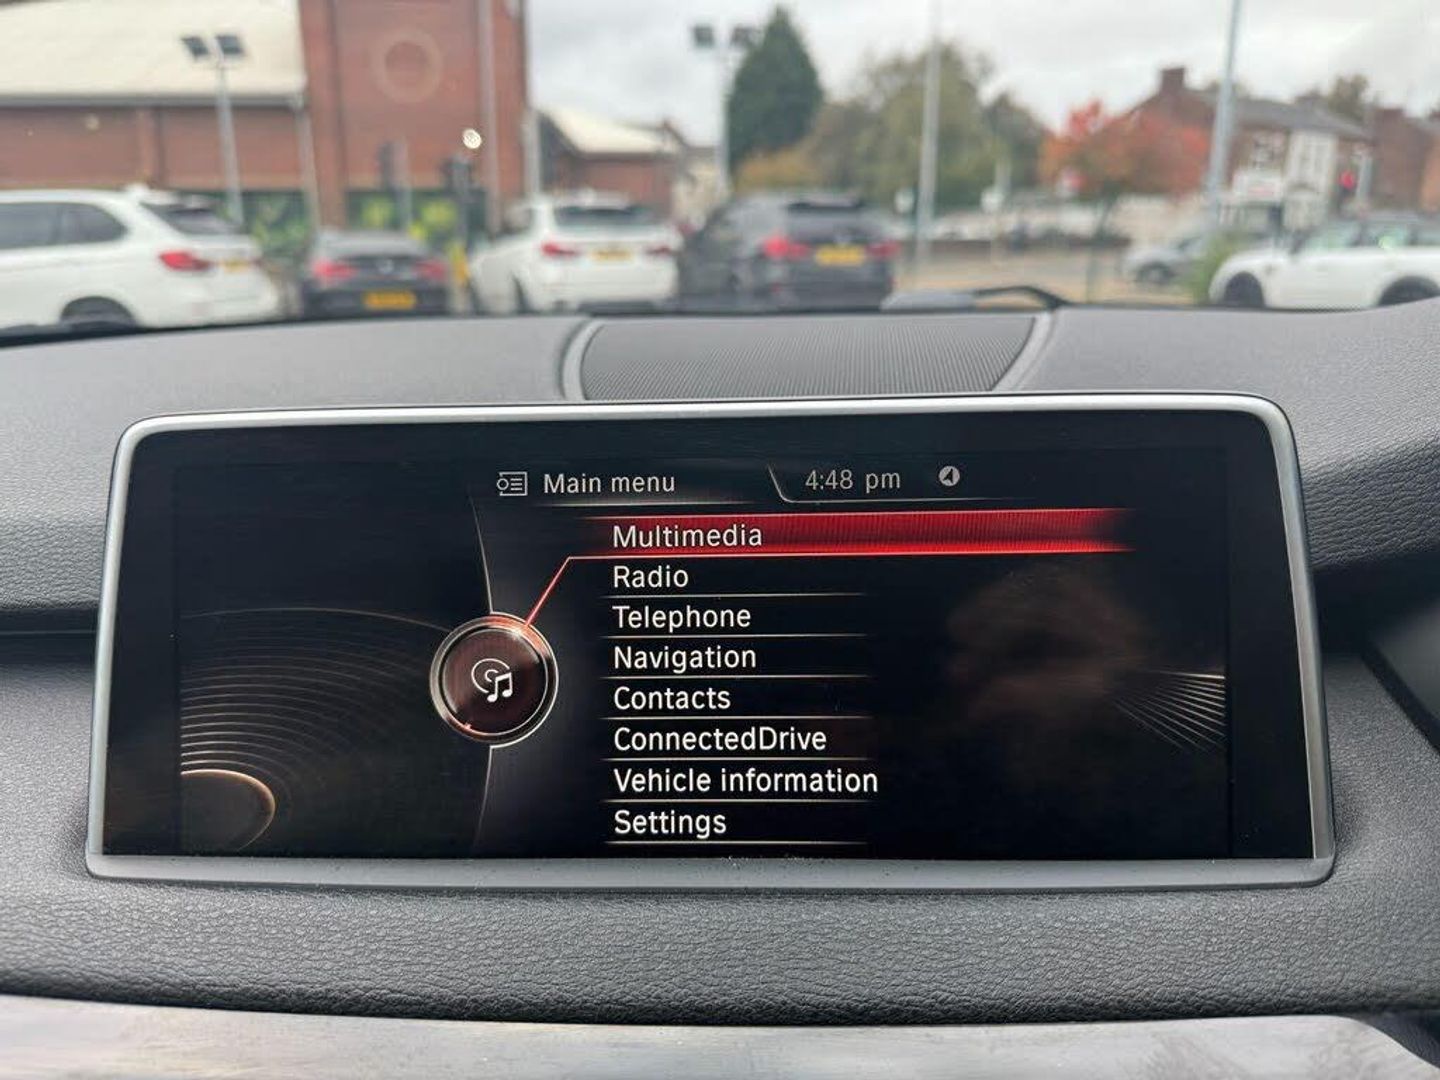 Main menu
4:48 pm
Multimedia
Radio
Telephone
Navigation
Contacts
ConnectedDrive
Vehicle information
Settings